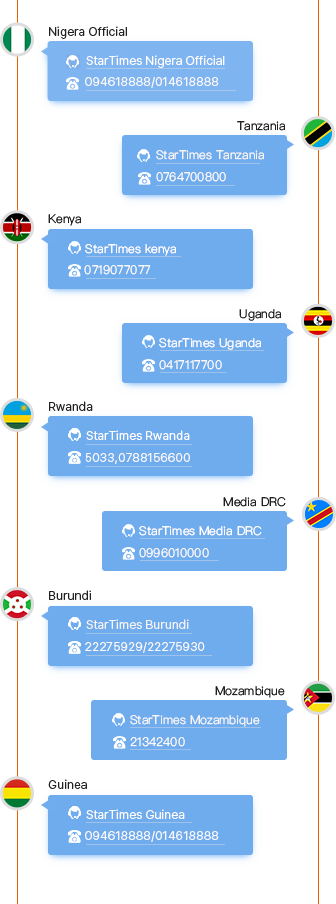 Nigera Official
StarTimes Nigera Official
094618888/014618888
Tanzania
StarTimes Tanzania
0764700800
Kenya
StarTimes kenya
0719077077
Uganda
StarTimes Uganda
0417117700
Rwanda
StarTimes Rwanda
5033,0788156600
Media DRC
StarTimes Media DRC
0996010000
Burundi
StarTimes Burundi
22275929/22275930
Mozambique
StarTimes Mozambique
21342400
Guinea
StarTimes Guinea
094618888/014618888